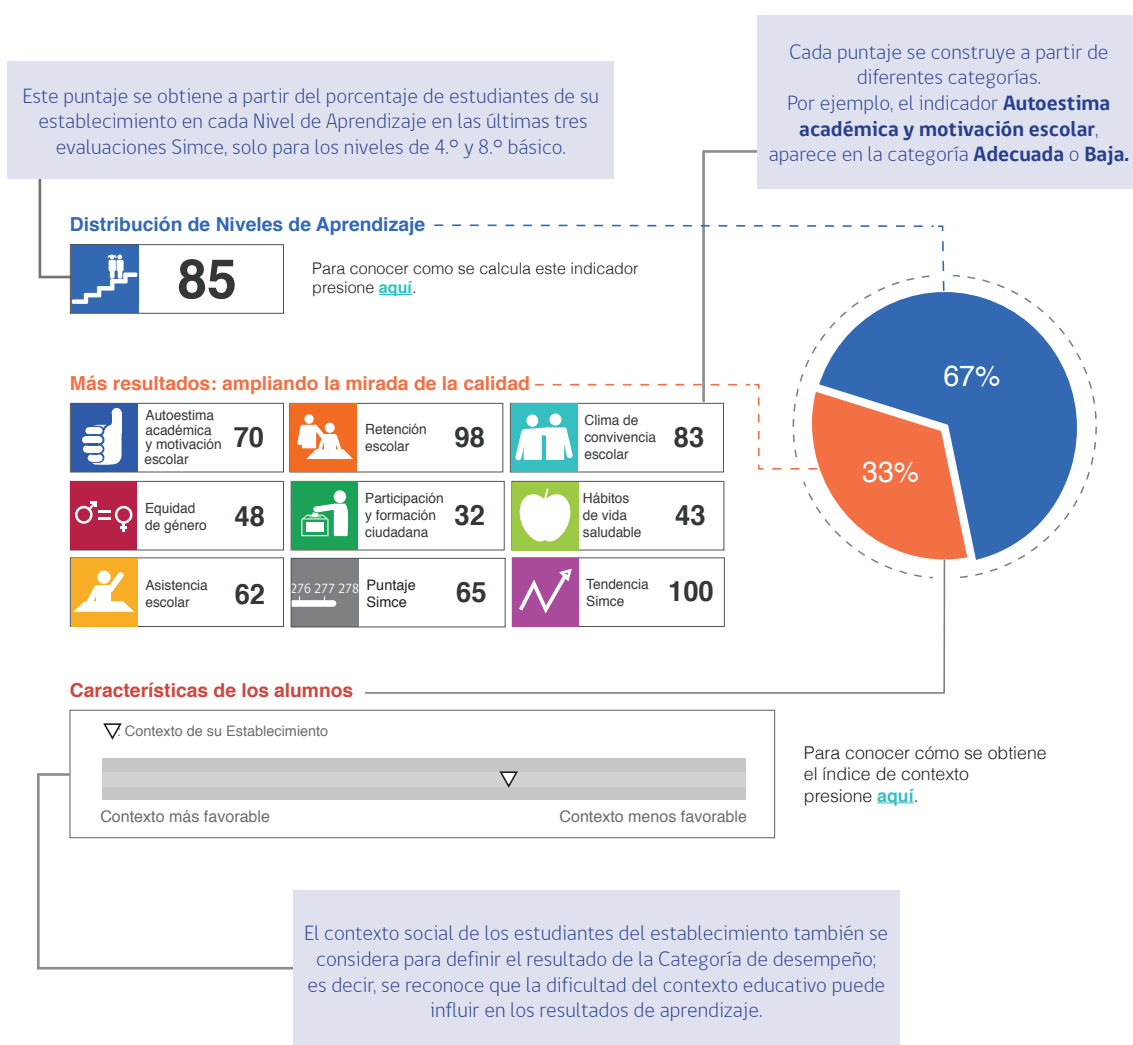 Este puntaje se obtiene a partir del porcentaje de estudiantes de su
establecimiento en cada Nivel de Aprendizaje en las últimas tres
evaluaciones Simce, solo para los niveles de 4.º y 8.º básico.
Cada puntaje se construye a partir de
diferentes categorías.
Por ejemplo, el indicador Autoestima
académica y motivación escolar,
aparece en la categoría Adecuada o Baja.
Distribución de Niveles de Aprendizaje
85
Para conocer como se calcula este indicador
presione aquí.
67%
33%
Más resultados: ampliando la mirada de la calidad
Autoestima
académica
y motivación
escolar
70
Retención
escolar
98
Clima de
convivencia
escolar
83
Equidad
de género
48
Participación
y formación
ciudadana
32
Hábitos
de vida
saludable
43
Asistencia
escolar
62
276 277 278
Puntaje
Simce
65
Tendencia
Simce
100
Características de los alumnos
Contexto de su Establecimiento
Contexto más favorable
Contexto menos favorable
Para conocer cómo se obtiene
el índice de contexto
presione aquí.
El contexto social de los estudiantes del establecimiento también se
considera para definir el resultado de la Categoría de desempeño;
es decir, se reconoce que la dificultad del contexto educativo puede
influir en los resultados de aprendizaje.